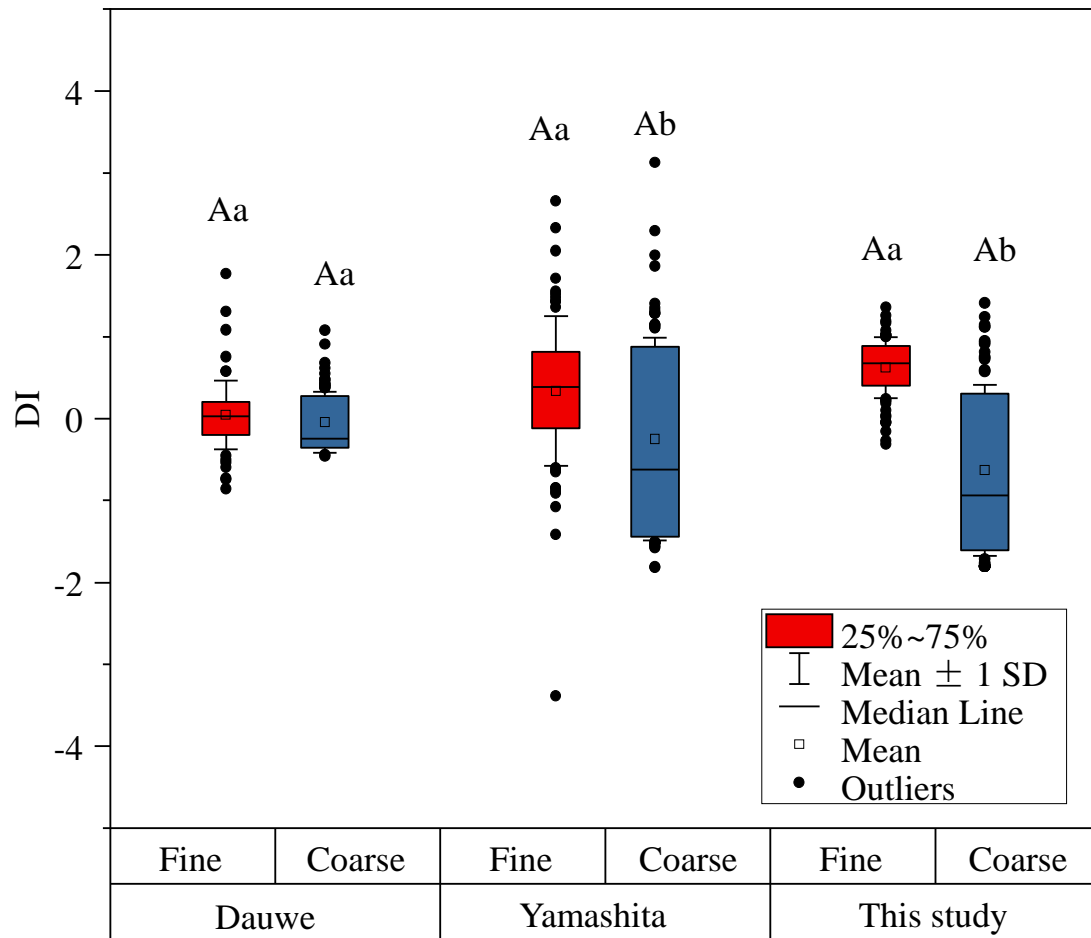 4
2
0
-2
-4
DI
Aa
Aa
Aa
Ab
Aa
Ab
25%~75%
Mean ± 1 SD
Median Line
Mean
Outliers
Fine Coarse Fine Coarse Fine Coarse
Dauwe Yamashita This study